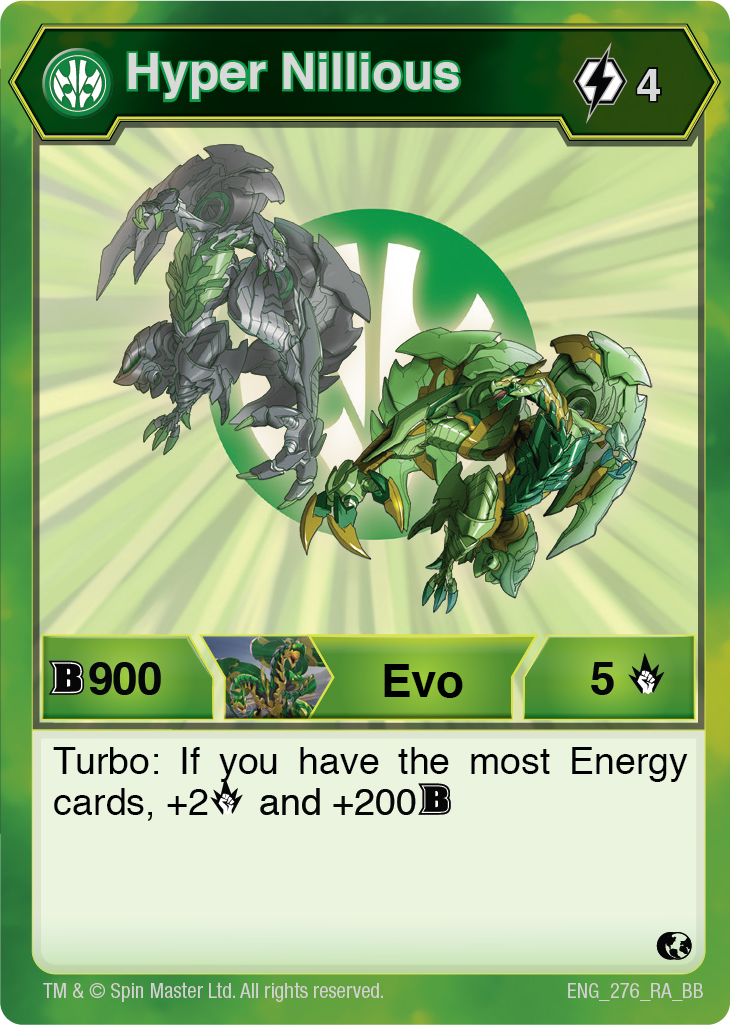 Hyper Nillious
4
B 900
Evo
5
Turbo: If you have the most Energy
cards, +2 and +200B
TM & © Spin Master Ltd. All rights reserved.
ENG_276_RA_BB